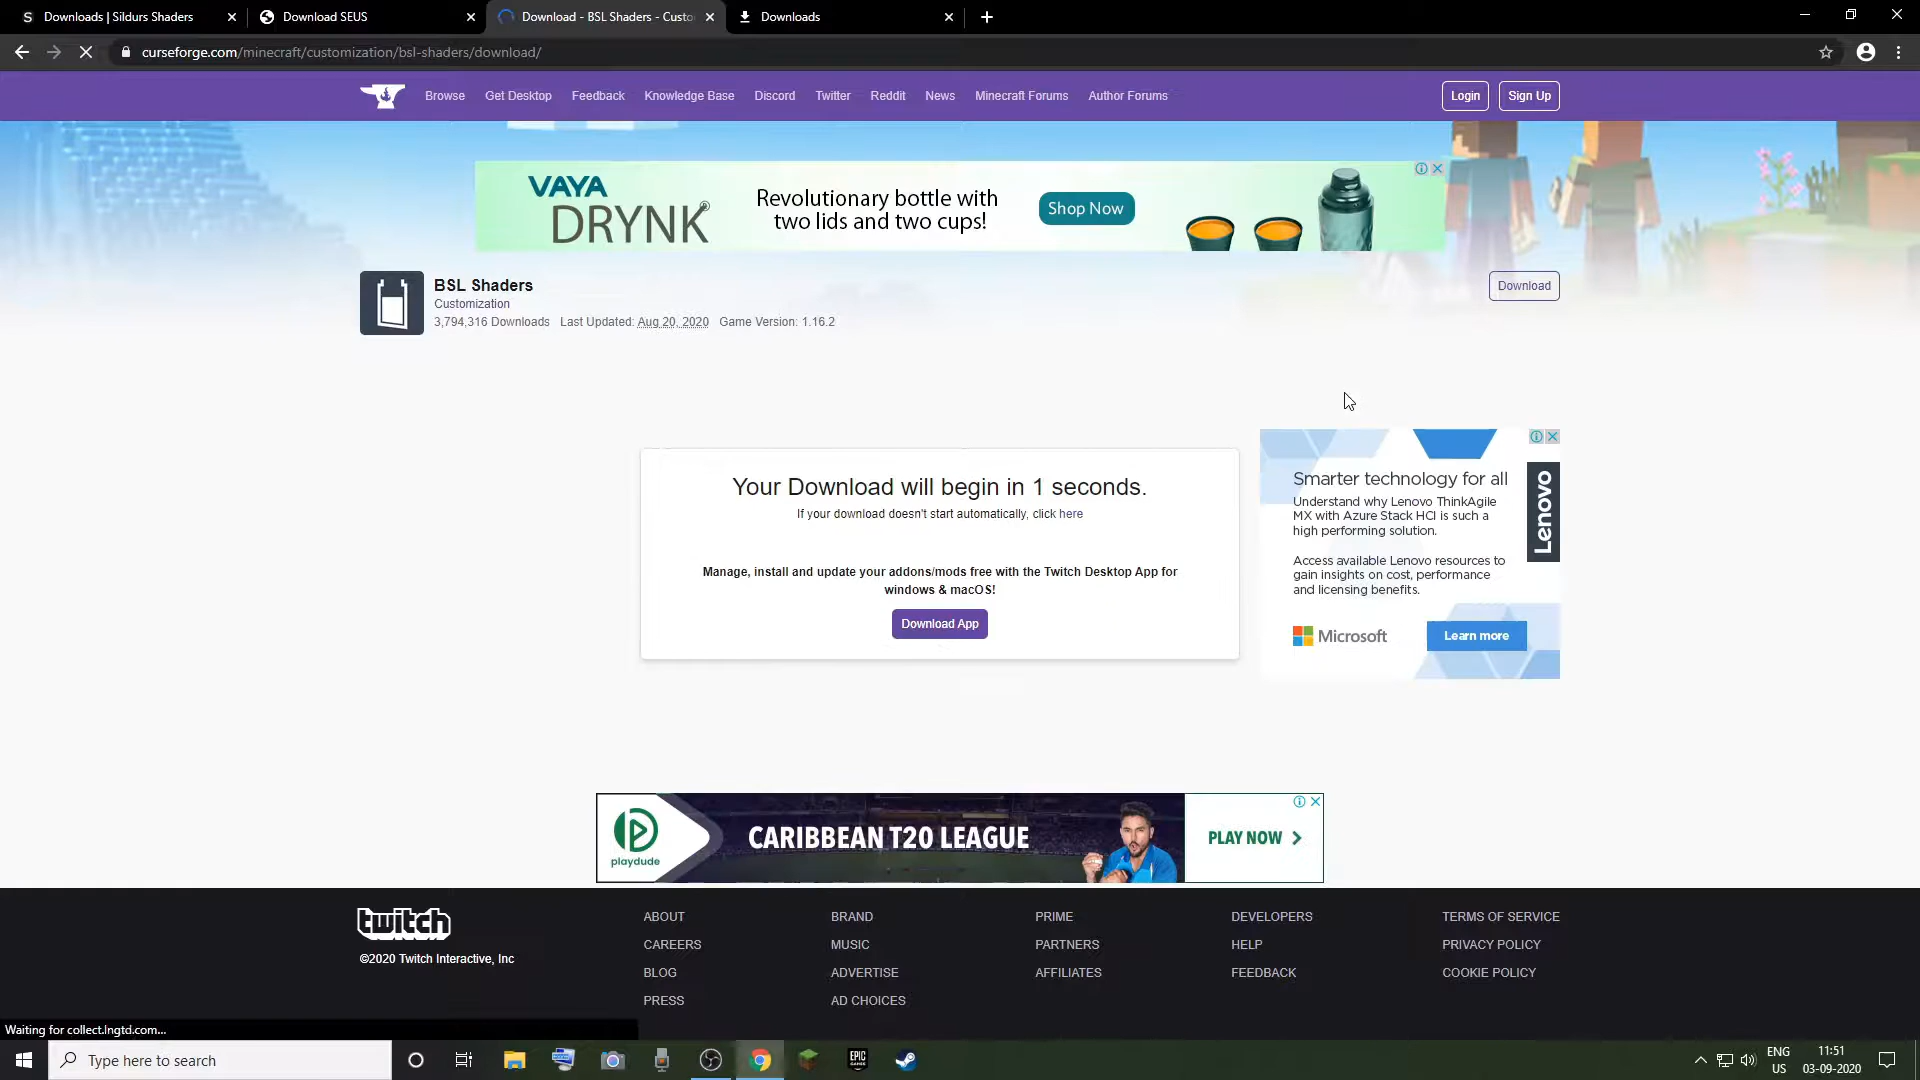 Downloads | Sildurs Shaders
Download SEUS
Download - BSL Shaders - Custo
Downloads
curseforge.com/minecraft/customization/bsl-shaders/download/
Browse
Get Desktop
Feedback
Knowledge Base
Discord
Twitter
Reddit
News
Minecraft Forums
Author Forums
Login
Sign Up
VAYA
DRYNK®
Revolutionary bottle with
two lids and two cups!
Shop Now
BSL Shaders
Customization
3,794,316 Downloads Last Updated: Aug 20, 2020 Game Version: 1.16.2
Download
Your Download will begin in 1 seconds.
If your download doesn't start automatically, click here
Manage, install and update your addons/mods free with the Twitch Desktop App for
windows & macOS!
Download App
Smarter technology for all
Understand why Lenovo ThinkAgile
MX with Azure Stack HCI is such a
high performing solution.
Access available Lenovo resources to
gain insights on cost, performance
and licensing benefits.
Lenovo
Microsoft
Learn more
playdude
CARIBBEAN T20 LEAGUE
PLAY NOW
twitch
©2020 Twitch Interactive, Inc
ABOUT
CAREERS
BLOG
PRESS
BRAND
MUSIC
ADVERTISE
AD CHOICES
PRIME
PARTNERS
AFFILIATES
DEVELOPERS
HELP
FEEDBACK
TERMS OF SERVICE
PRIVACY POLICY
COOKIE POLICY
Waiting for collect.lngtd.com...
Type here to search
EPIC
GAMES
ENG
US
11:51
03-09-2020